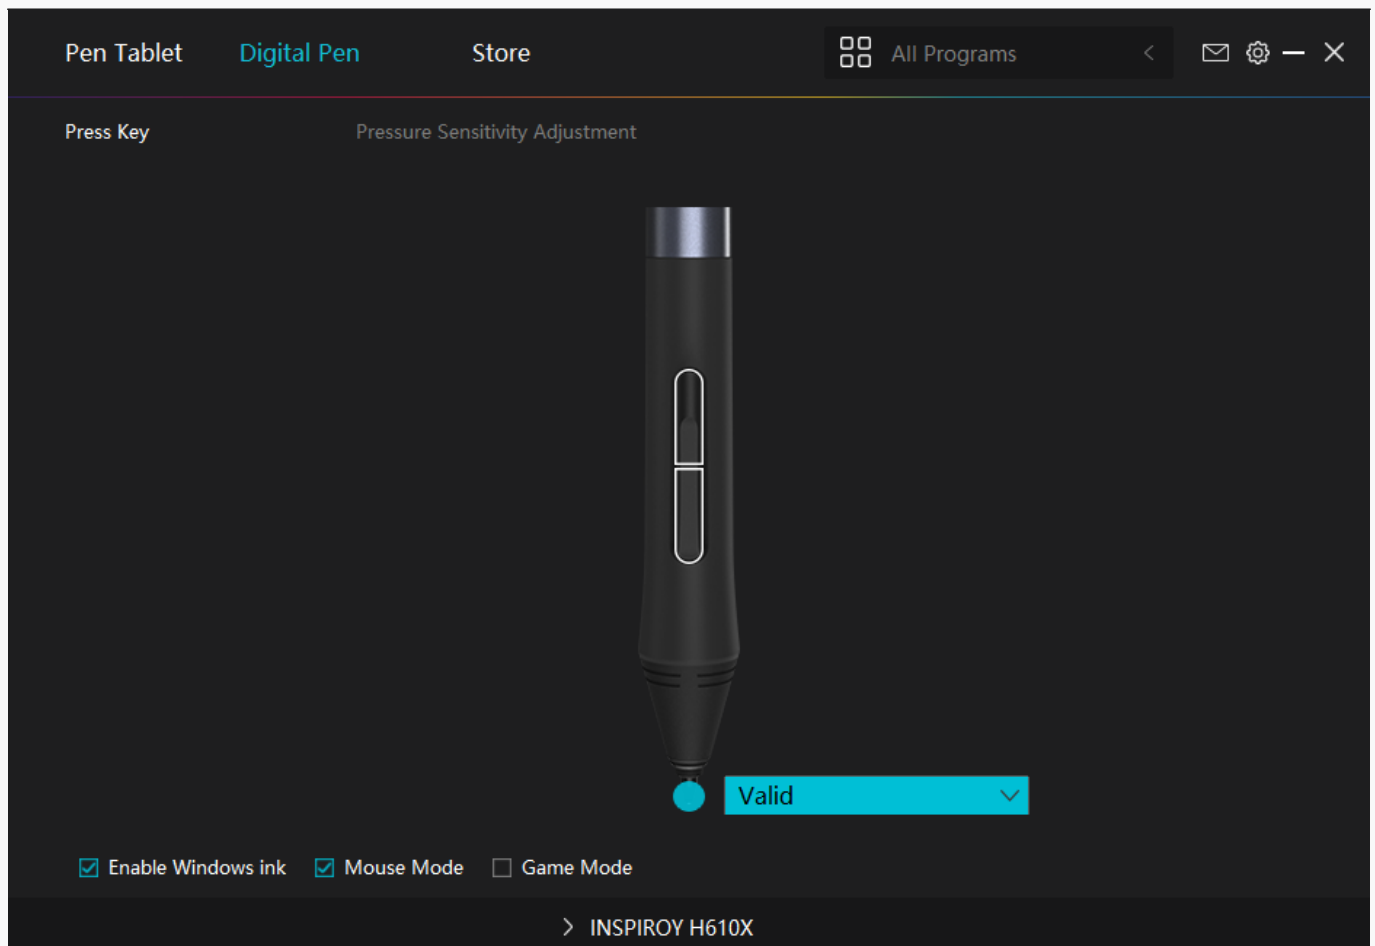 Pen Tablet Digital Pen Store All Programs
Press Key Pressure Sensitivity Adjustment
Valid
Enable Windows ink Mouse Mode Game Mode
INSPIROY H610X